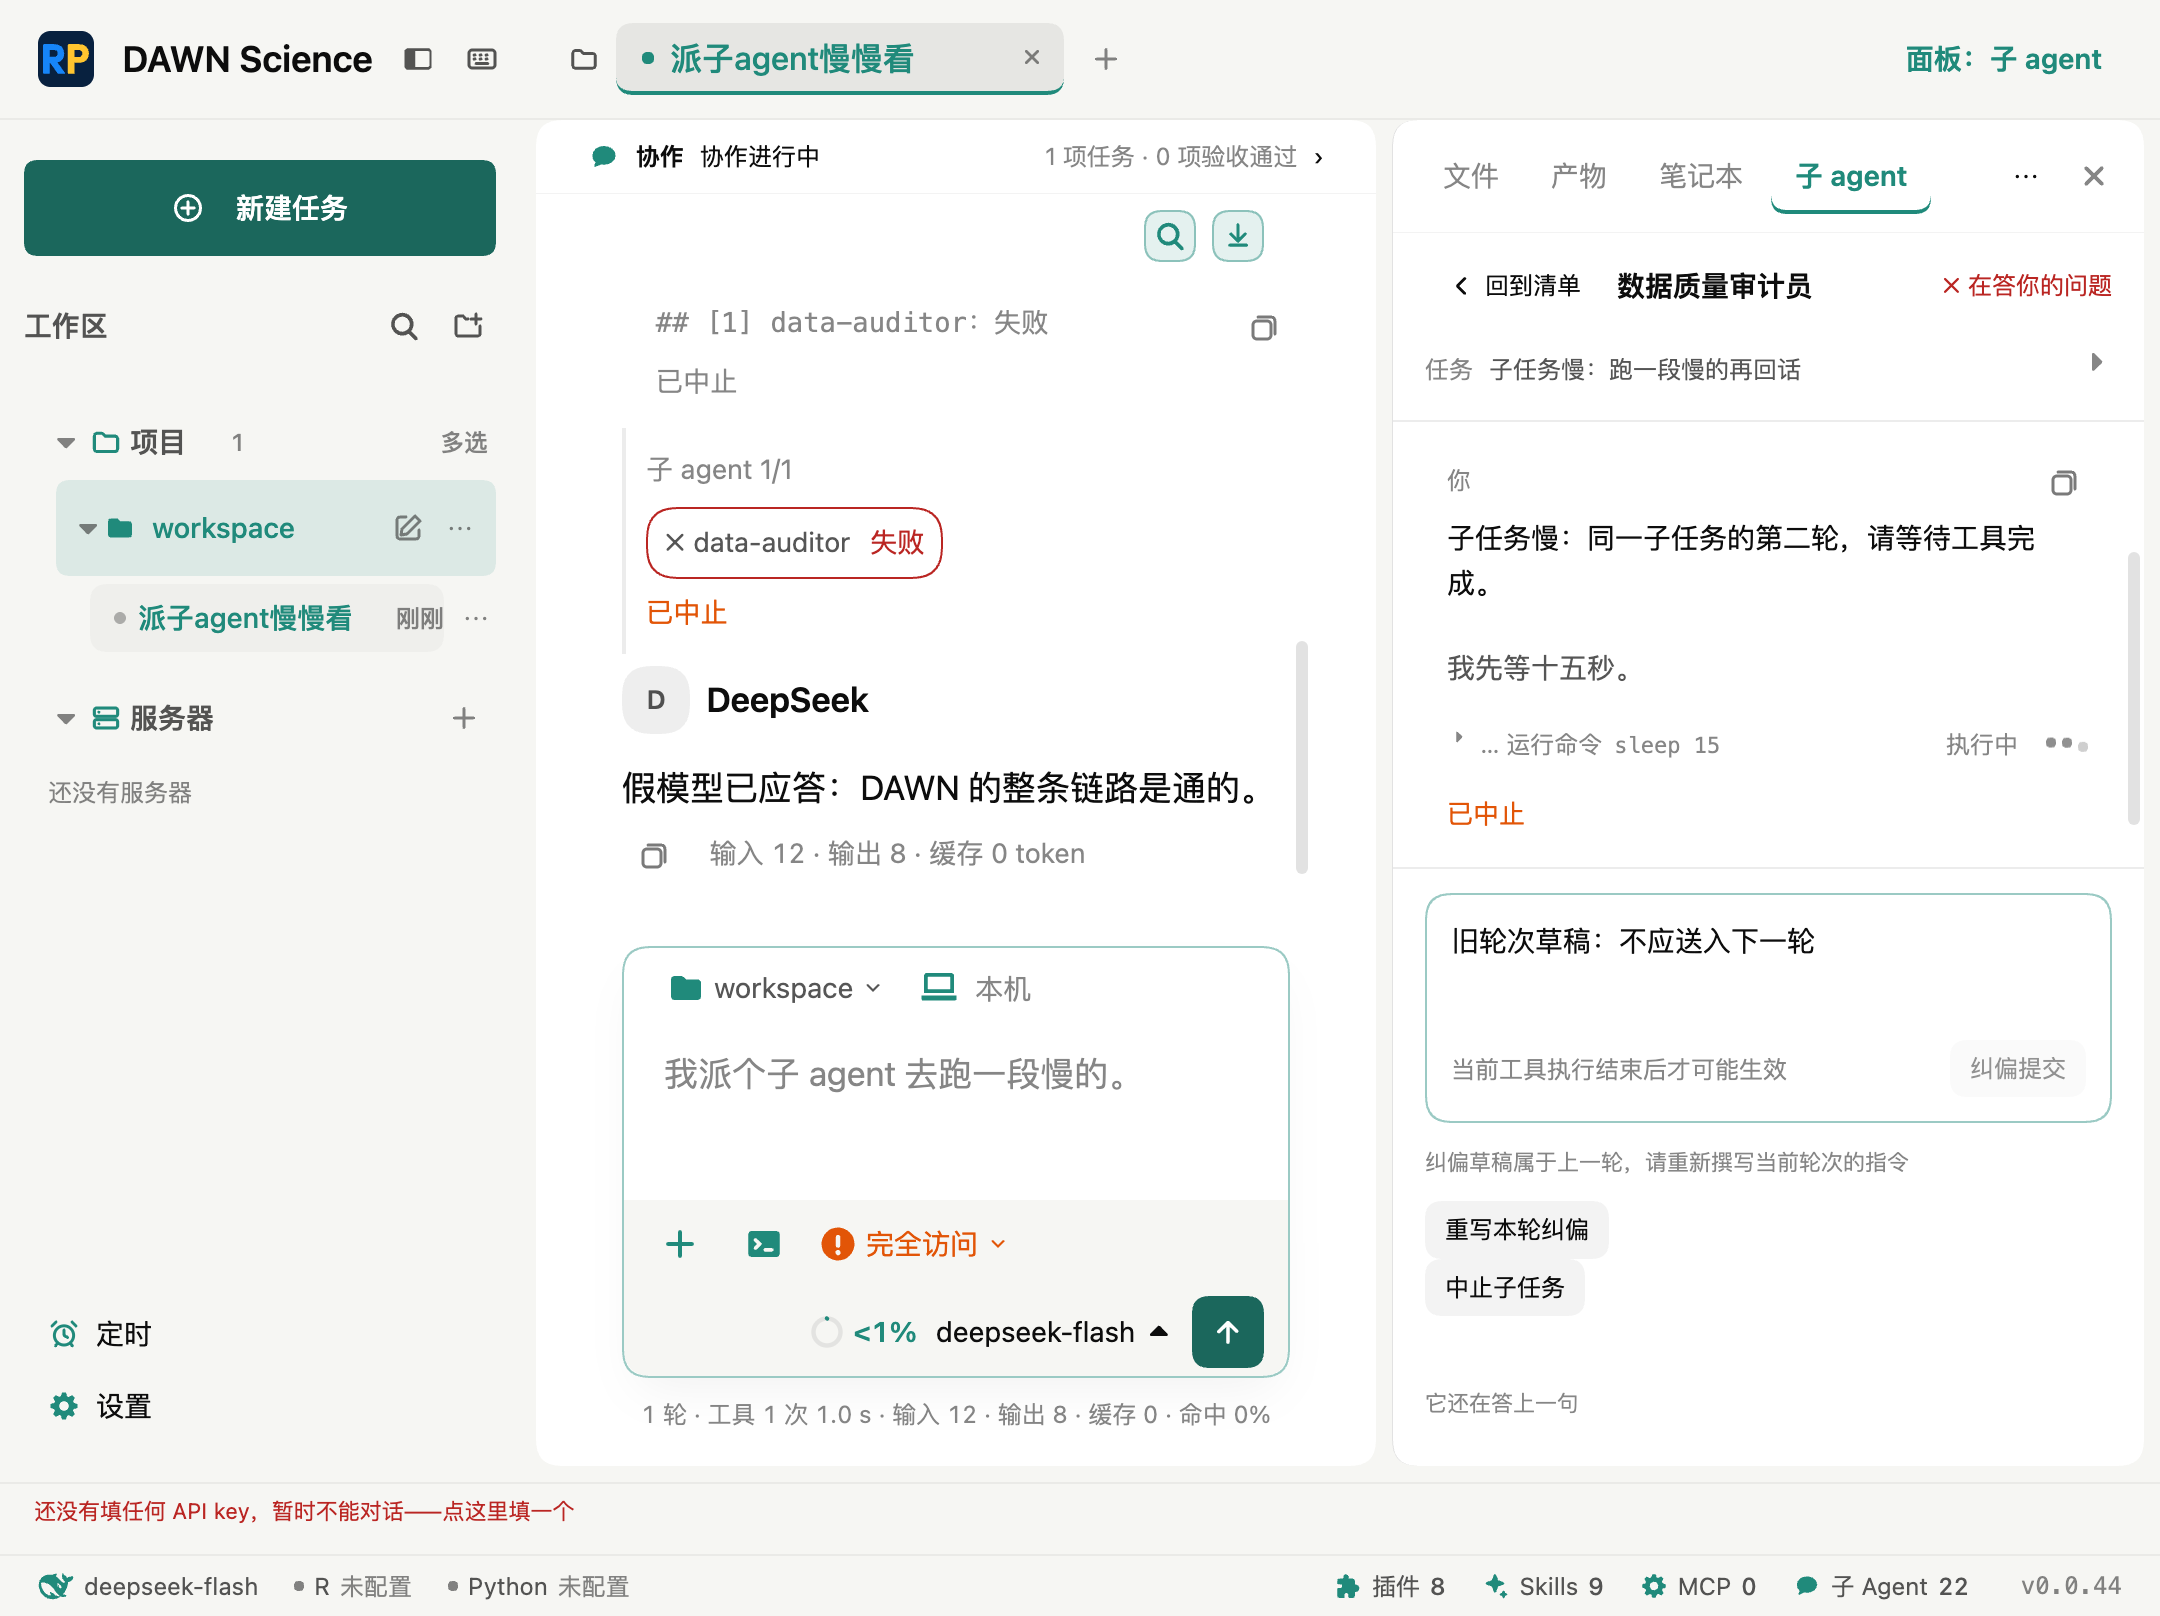 RP DAWN Science
派子agent慢慢看
面板：子 agent
新建任务
工作区
项目 1 多选
workspace
派子agent慢慢看 刚刚
服务器
还没有服务器
定时
设置
协作 协作进行中 1 项任务 · 0 项验收通过
## [1] data-auditor: 失败
已中止
子 agent 1/1
data-auditor 失败
已中止
D DeepSeek
假模型已应答：DAWN 的整条链路是通的。
输入 12 · 输出 8 · 缓存 0 token
workspace 本机
我派个子 agent 去跑一段慢的。
完全访问
<1% deepseek-flash
1 轮 · 工具 1 次 1.0 s · 输入 12 · 输出 8 · 缓存 0 · 命中 0%
文件 产物 笔记本 子 agent
回到清单 数据质量审计员 在答你的问题
任务 子任务慢：跑一段慢的再回话
你
子任务慢：同一子任务的第二轮，请等待工具完
成。
我先等十五秒。
... 运行命令 sleep 15 执行中
已中止
旧轮次草稿：不应送入下一轮
当前工具执行结束后才可能生效 纠偏提交
纠偏草稿属于上一轮，请重新撰写当前轮次的指令
重写本轮纠偏
中止子任务
它还在答上一句
还没有填任何 API key，暂时不能对话——点这里填一个
deepseek-flash R 未配置 Python 未配置 插件 8 Skills 9 MCP 0 子 Agent 22 v0.0.44